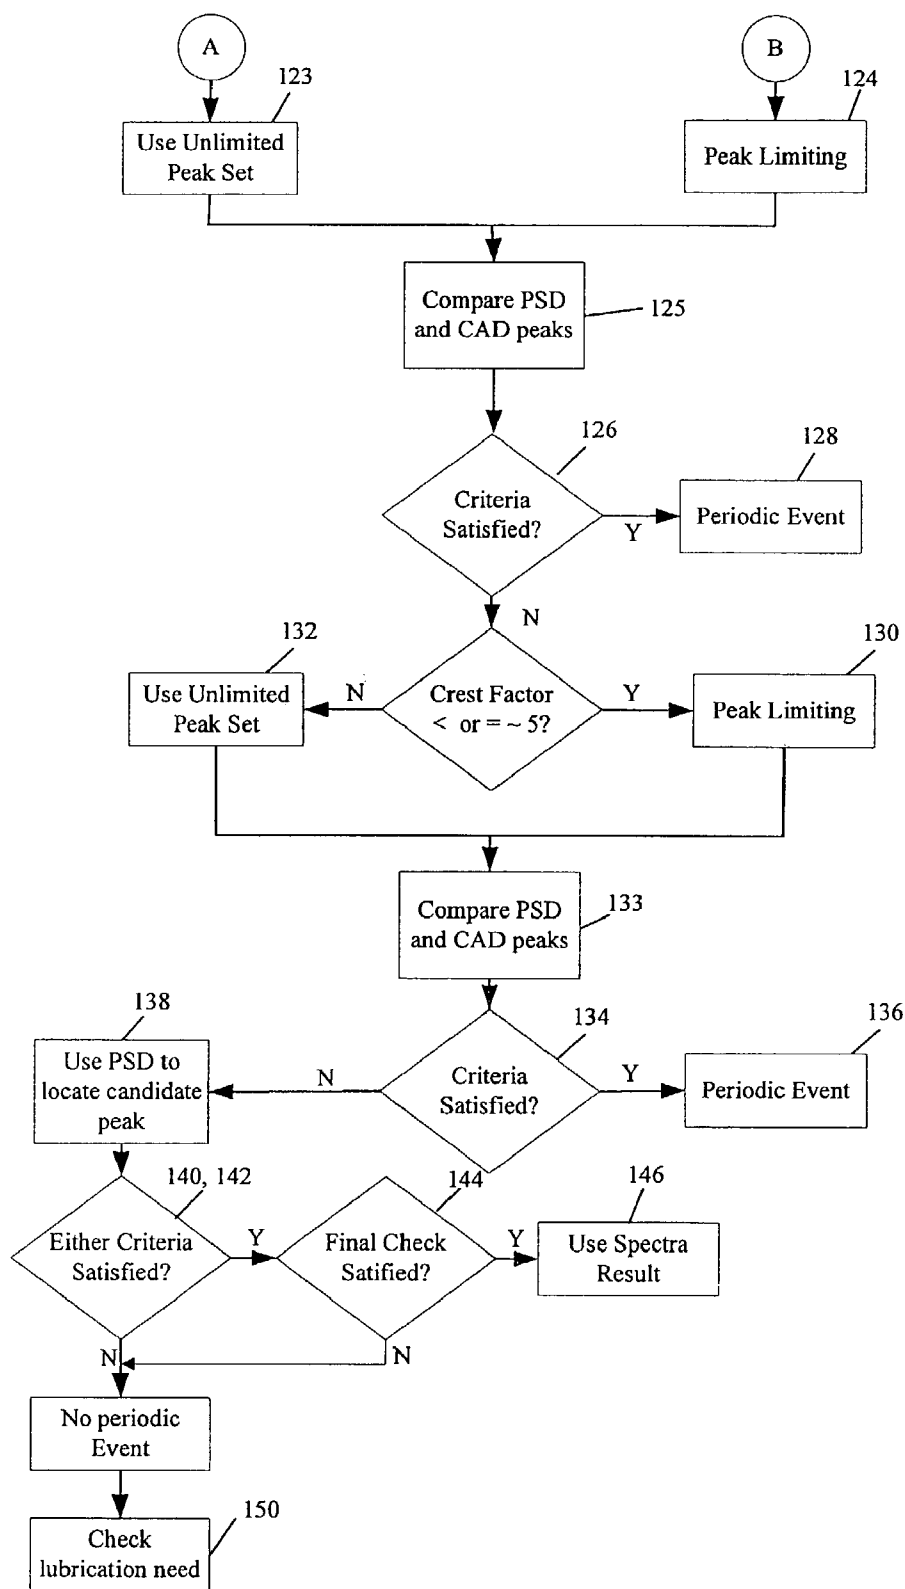 A
B
123
124
Use Unlimited
Peak Set
Peak Limiting
Compare PSD
and CAD peaks
125
126
128
Criteria
Satisfied?
Y
Periodic Event
N
132
130
Use Unlimited
Peak Set
N
Crest Factor
< or = ~ 5?
Y
Peak Limiting
Compare PSD
and CAD peaks
133
138
134
136
Use PSD to
locate candidate
peak
N
Criteria
Satisfied?
Y
Periodic Event
140, 142
144
146
Either Criteria
Satisfied?
Y
Final Check
Satified?
Y
Use Spectra
Result
N
N
No periodic
Event
150
Check
lubrication need